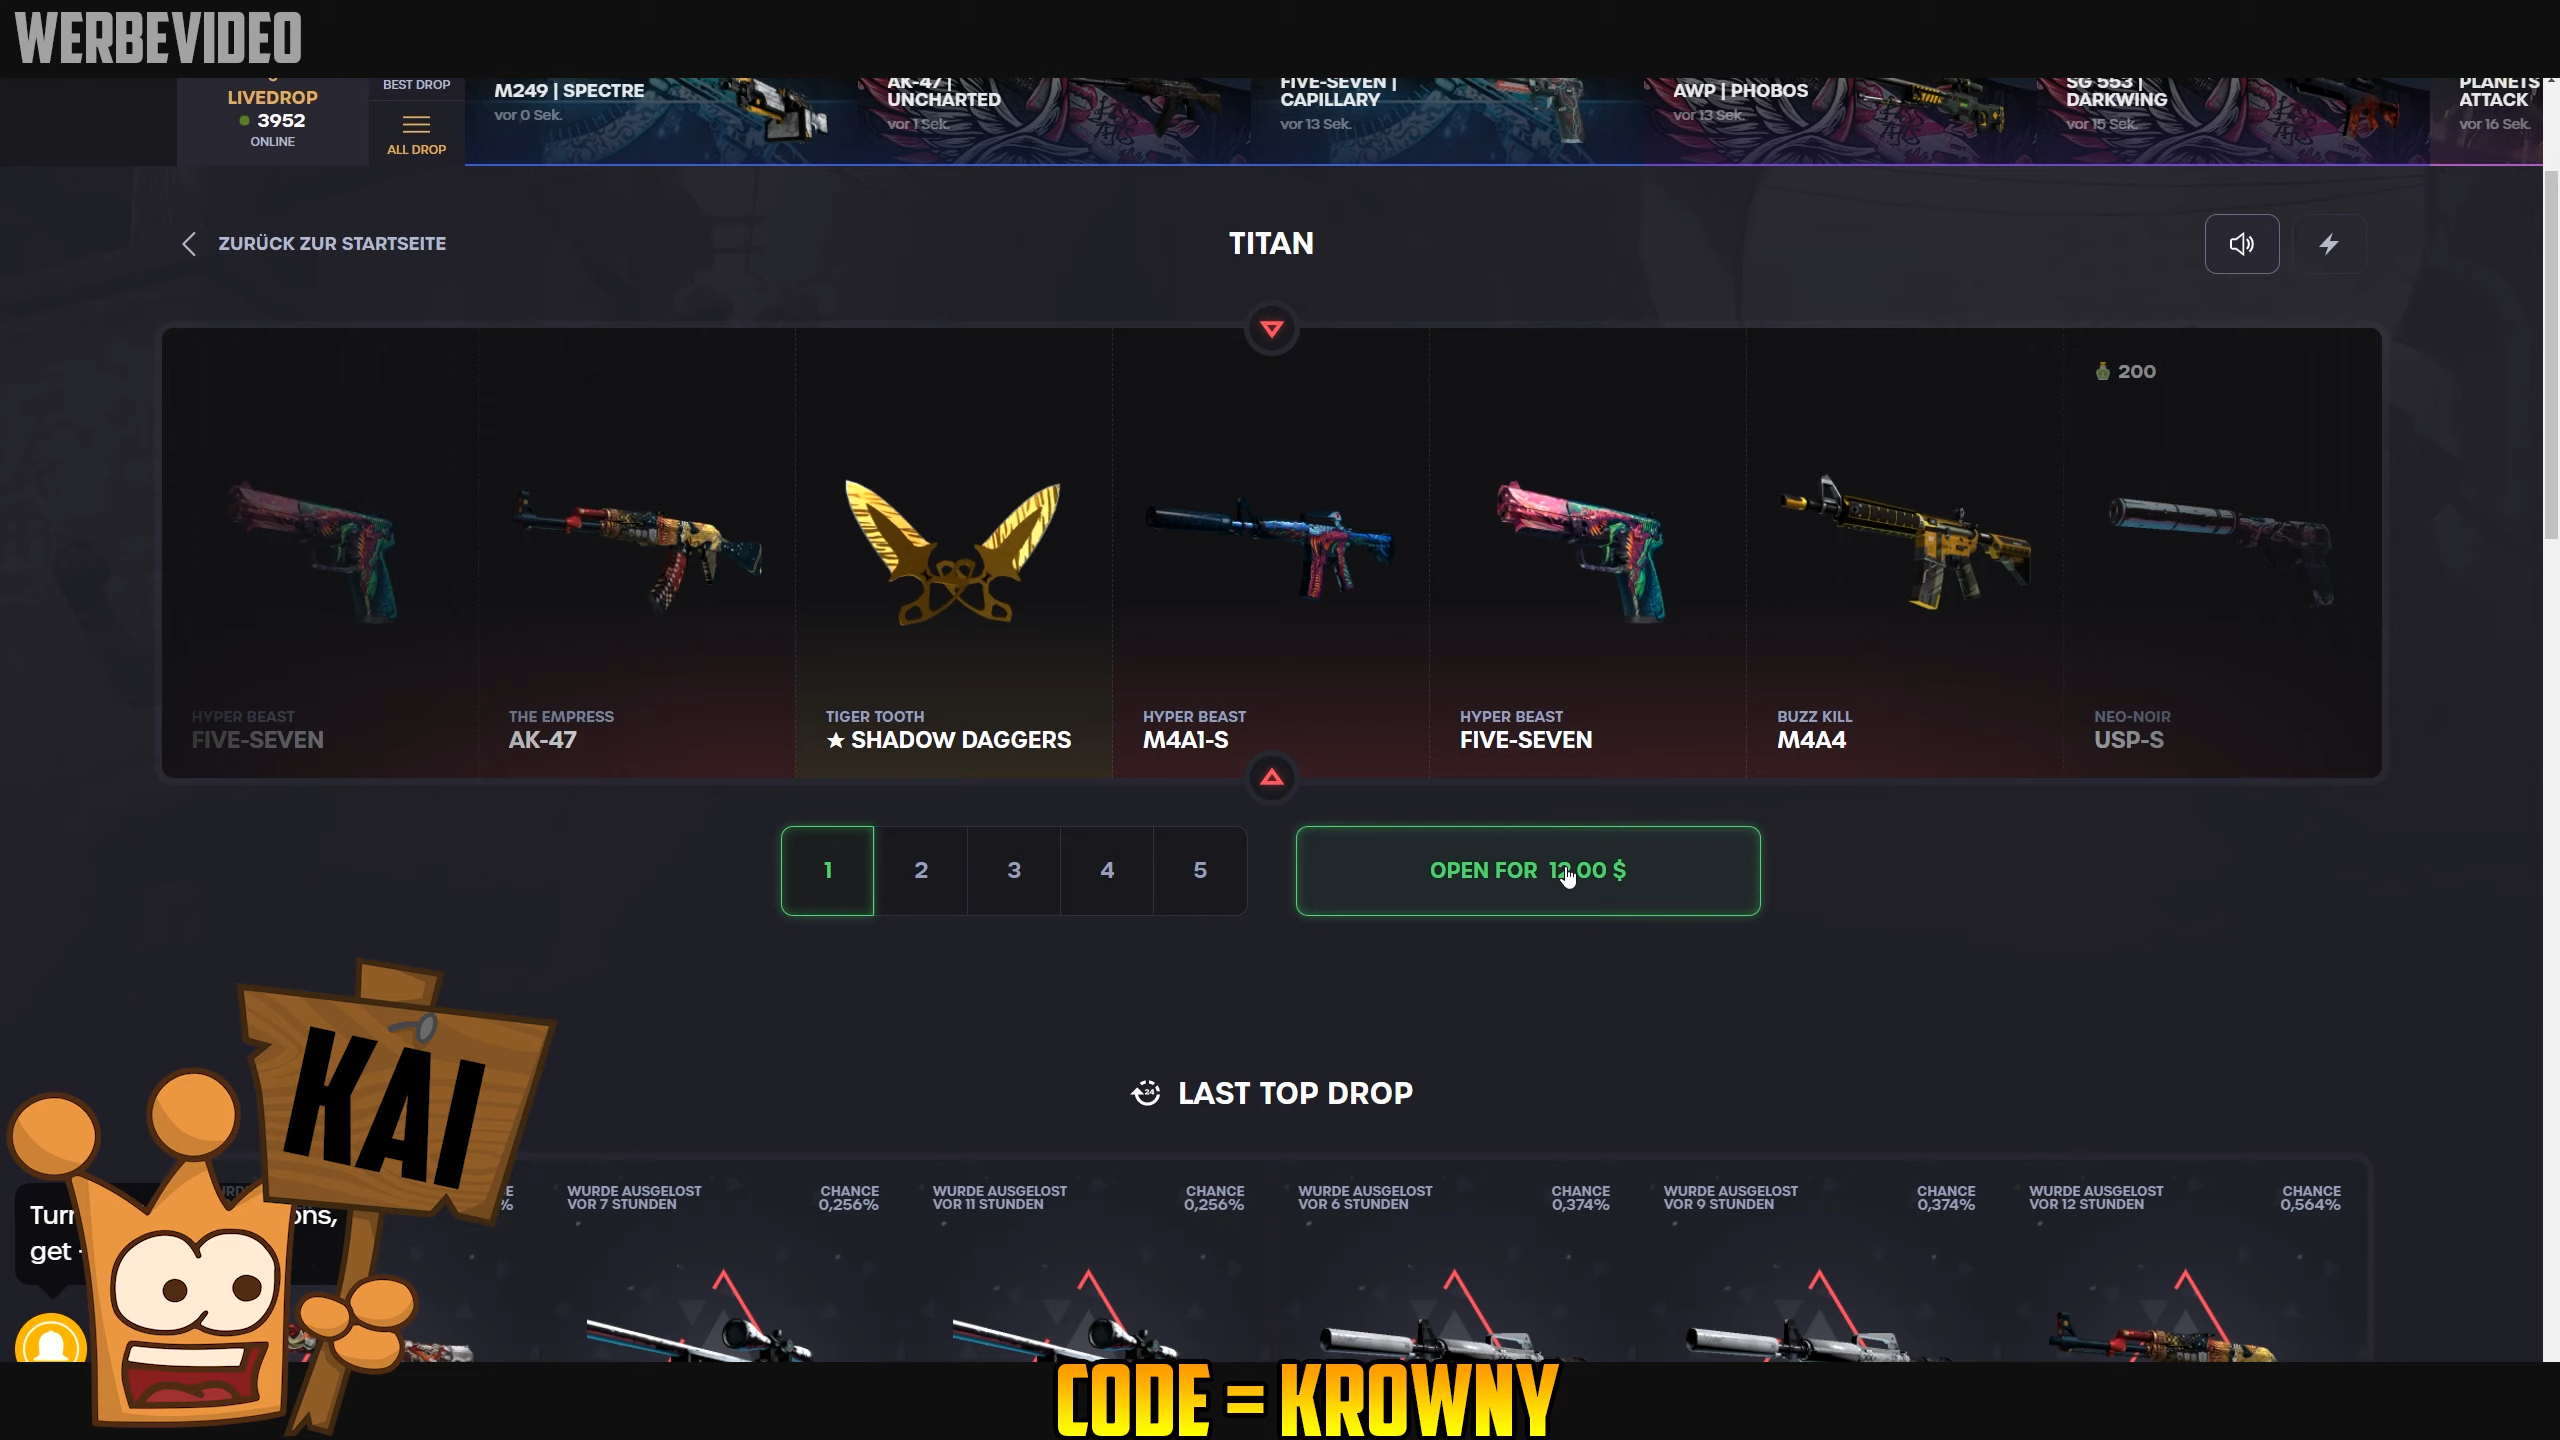 WERBEVIDEO
LIVEDROP
3952
ONLINE
BEST DROP
ALL DROP
M249 | SPECTRE
vor 0 Sek.
AK-47 |
UNCHARTED
vor 1 Sek.
FIVE-SEVEN |
CAPILLARY
vor 13 Sek.
AWP | PHOBOS
vor 13 Sek.
SG 553 |
DARKWING
vor 15 Sek.
PLANETS
ATTACK
vor 16 Sek.
ZURÜCK ZUR STARTSEITE
TITAN
200
HYPER BEAST
FIVE-SEVEN
THE EMPRESS
AK-47
TIGER TOOTH
★ SHADOW DAGGERS
HYPER BEAST
M4A1-S
HYPER BEAST
FIVE-SEVEN
BUZZ KILL
M4A4
NEO-NOIR
USP-S
1
2
3
4
5
OPEN FOR 12.00 $
KAI
24
LAST TOP DROP
WURDE AUSGELOST
VOR 7 STUNDEN
CHANCE
0,256%
WURDE AUSGELOST
VOR 11 STUNDEN
CHANCE
0,256%
WURDE AUSGELOST
VOR 6 STUNDEN
CHANCE
0,374%
WURDE AUSGELOST
VOR 9 STUNDEN
CHANCE
0,374%
WURDE AUSGELOST
VOR 12 STUNDEN
CHANCE
0,564%
get
CODE = KROWNY